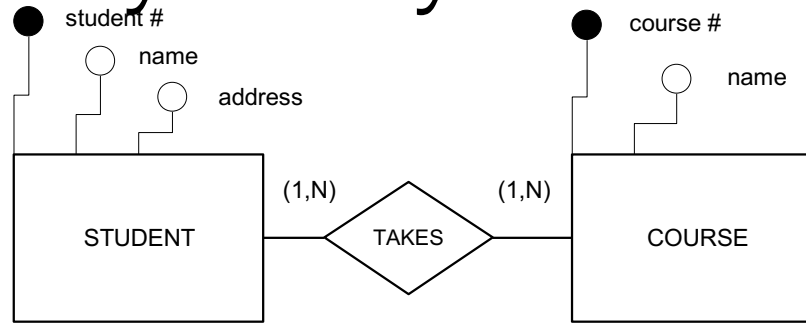 student #
name
address
course #
name
(1,N)
(1,N)
STUDENT
TAKES
COURSE